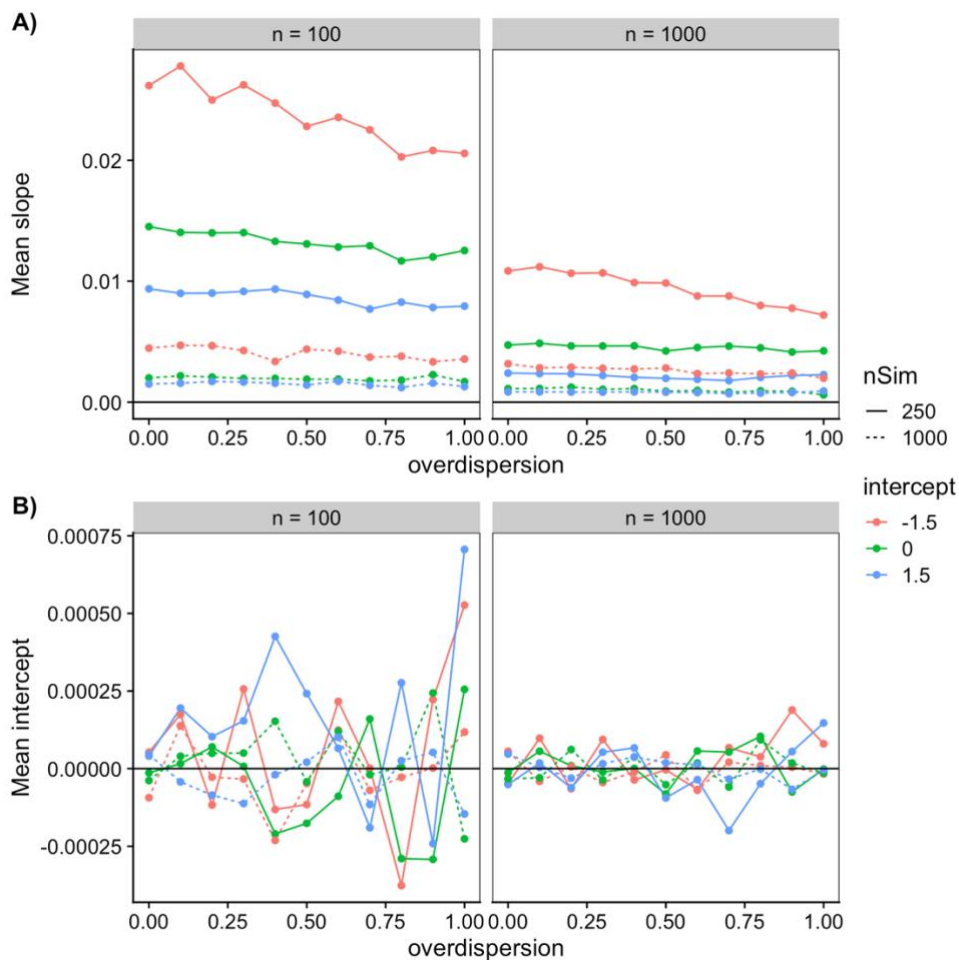 A)
n = 100
n = 1000
Mean slope
0.02
0.01
0.00
0.00 0.25 0.50 0.75 1.00
0.00 0.25 0.50 0.75 1.00
overdispersion
nSim
250
1000
intercept
-1.5
0
1.5
B)
n = 100
n = 1000
Mean intercept
0.00075
0.00050
0.00025
0.00000
-0.00025
0.00 0.25 0.50 0.75 1.00
0.00 0.25 0.50 0.75 1.00
overdispersion